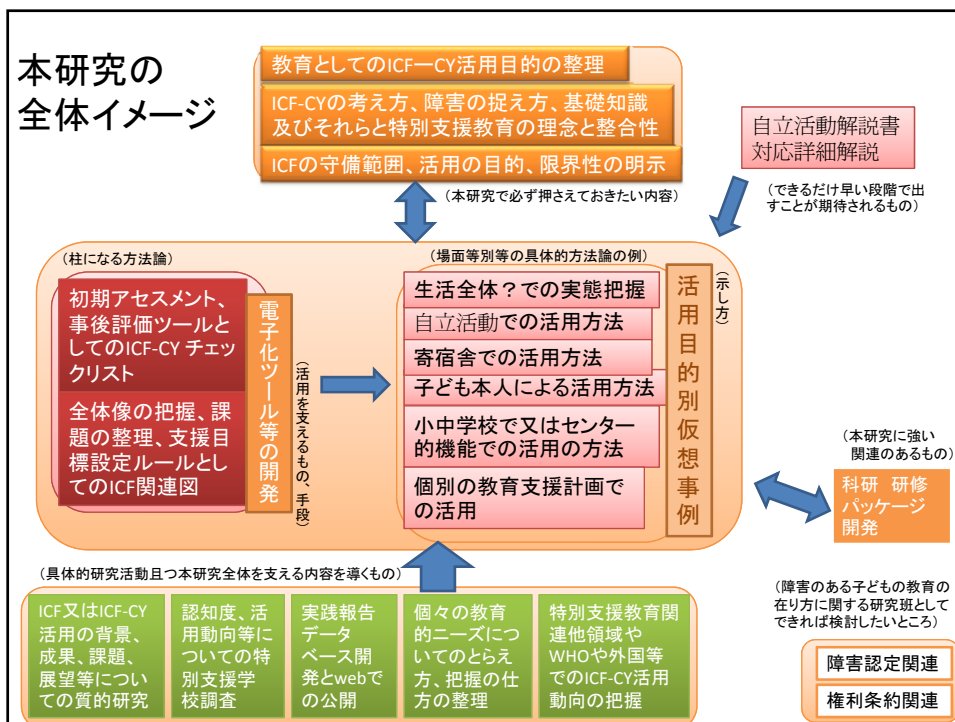 本研究の
全体イメージ
教育としてのICF―CY活用目的の整理
ICF-CYの考え方、障害の捉え方、基礎知識
及びそれらと特別支援教育の理念と整合性
ICFの守備範囲、活用の目的、限界性の明示
自立活動解説書
対応詳細解説
(本研究で必ず押さえておきたい内容)
(できるだけ早い段階で出
すことが期待されるもの)
(柱になる方法論)
初期アセスメント、
事後評価ツールと
してのICF-CY チェッ
クリスト
全体像の把握、課
題の整理、支援目
標設定ルールとし
てのICF関連図
電子化ツール等の開発
(活用を支えるもの、手段)
(場面等別等の具体的方法論の例)
生活全体?での実態把握
自立活動での活用方法
寄宿舎での活用方法
子ども本人による活用方法
小中学校で又はセンター
的機能での活用の方法
個別の教育支援計画で
の活用
活用目的別仮想事例
(示し方)
(本研究に強い
関連のあるもの)
科研 研修
パッケージ
開発
(具体的研究活動且つ本研究全体を支える内容を導くもの)
ICF又はICF-CY
活用の背景、
成果、課題、
展望等につい
ての質的研究
認知度、活
用動向等に
ついての特
別支援学
校調査
実践報告
データ
ベース開
発とwebで
の公開
個々の教育
的ニーズにつ
いてのとらえ
方、把握の仕
方の整理
特別支援教育関
連他領域や
WHOや外国等
でのICF-CY活用
動向の把握
(障害のある子どもの教育の
在り方に関する研究班として
できれば検討したいところ)
障害認定関連
権利条約関連